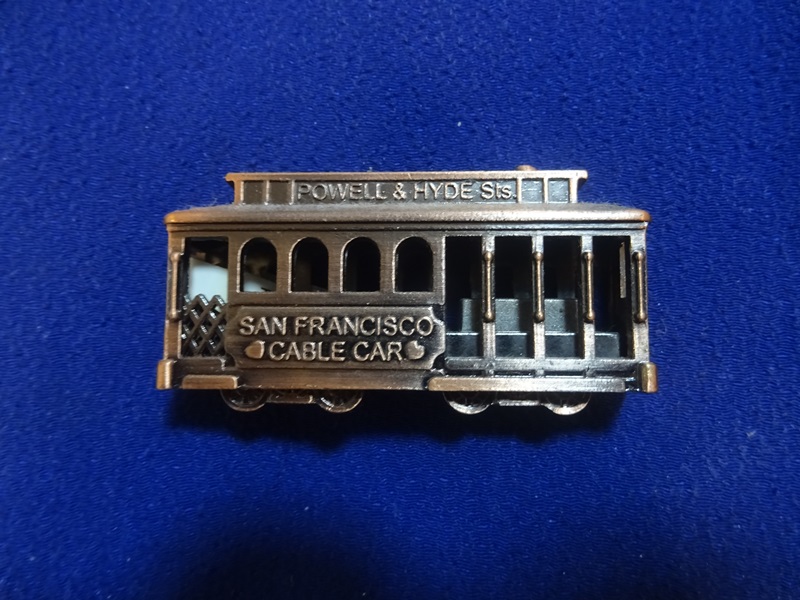 POWELL & HYDE Sts.
SAN FRANCISCO
CABLE CAR